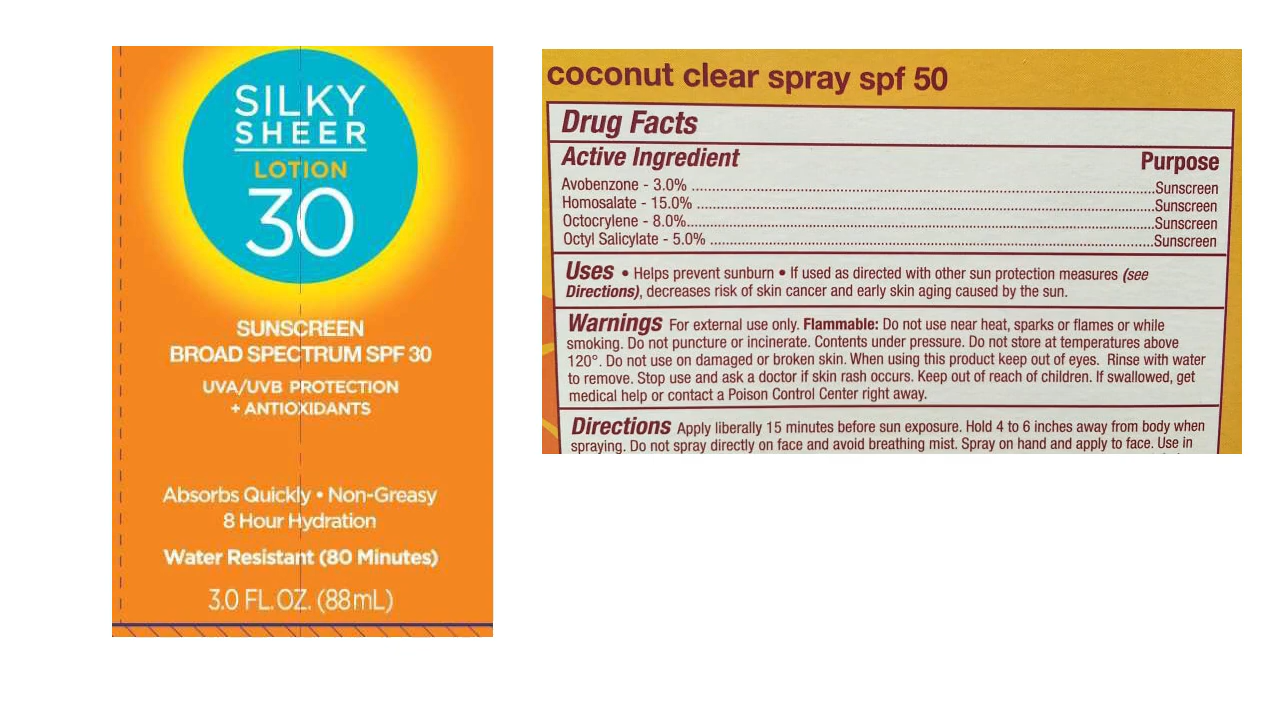 SILKY
SHEER
LOTION
30
SUNSCREEN
BROAD SPECTRUM SPF 30
UVA/UVB PROTECTION
+ ANTIOXIDANTS
Absorbs Quickly • Non-Greasy
8 Hour Hydration
Water Resistant (80 Minutes)
3.0 FL. OZ. (88mL)
coconut clear spray spf 50
Drug Facts
Active Ingredient Purpose
Avobenzone - 3.0% ........ Sunscreen
Homosalate - 15.0% ........ Sunscreen
Octocrylene - 8.0% ........ Sunscreen
Octyl Salicylate - 5.0% ........ Sunscreen
Uses • Helps prevent sunburn • If used as directed with other sun protection measures (see
Directions), decreases risk of skin cancer and early skin aging caused by the sun.
Warnings For external use only. Flammable: Do not use near heat, sparks or flames or while
smoking. Do not puncture or incinerate. Contents under pressure. Do not store at temperatures above
120°. Do not use on damaged or broken skin. When using this product keep out of eyes. Rinse with water
to remove. Stop use and ask a doctor if skin rash occurs. Keep out of reach of children. If swallowed, get
medical help or contact a Poison Control Center right away.
Directions Apply liberally 15 minutes before sun exposure. Hold 4 to 6 inches away from body when
spraying. Do not spray directly on face and avoid breathing mist. Spray on hand and apply to face. Use in